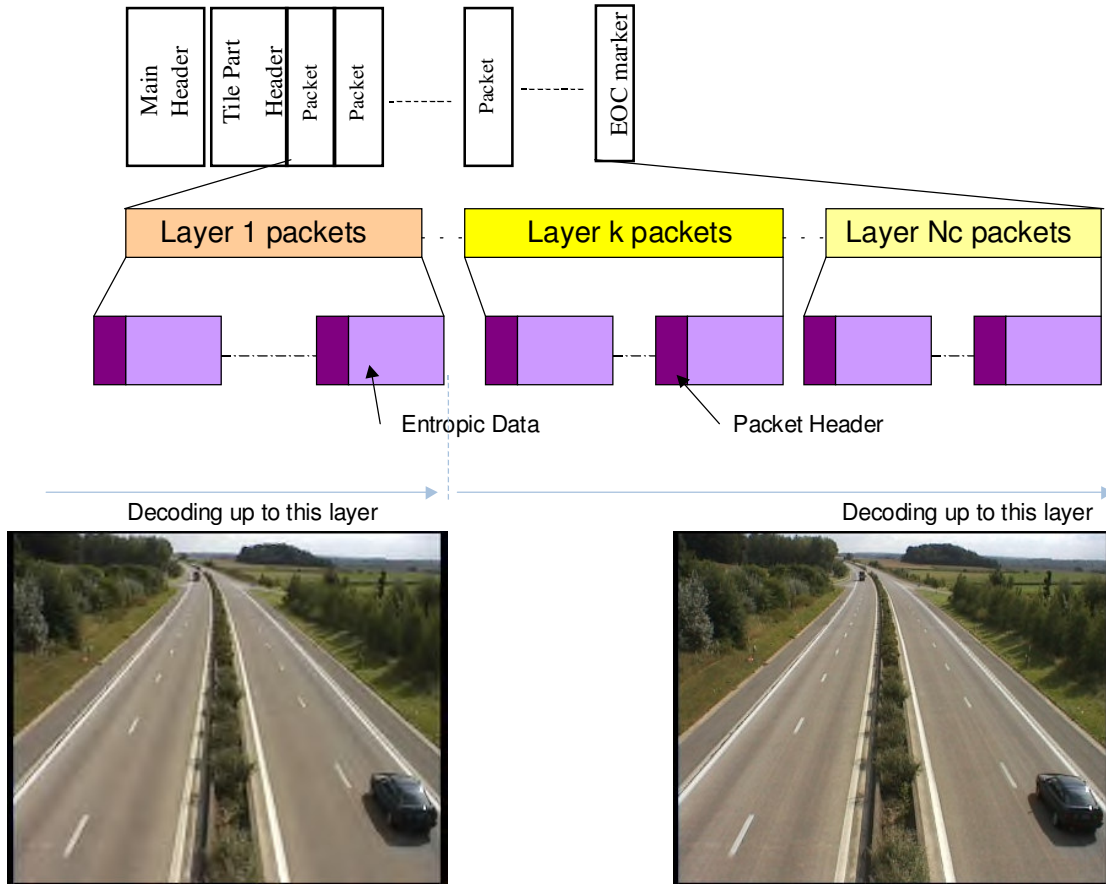 Main
Header
Tile Part
Header
Packet
Packet
Packet
EOC marker
Layer 1 packets
Layer k packets
Layer Nc packets
Entropic Data
Packet Header
Decoding up to this layer
Decoding up to this layer